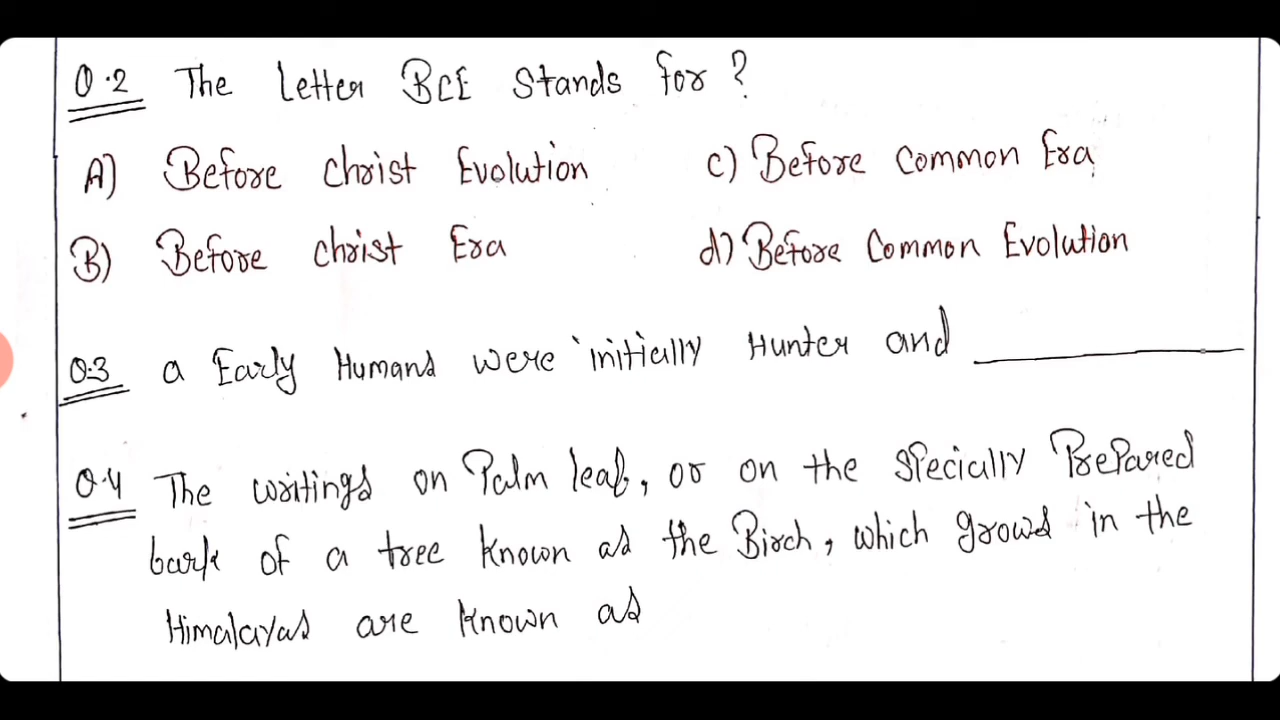 Q.2 The Letter BCE Stands for ?
A) Before Christ Evolution
c) Before Common Era
B) Before christ Era
d) Before Common Evolution
Q.3 a Early Humans were initially Hunter and ________
Q.4 The writings on Palm leaf, or on the specially Prepared
bark of a tree known as the Birch, which grows in the
Himalayas are known as